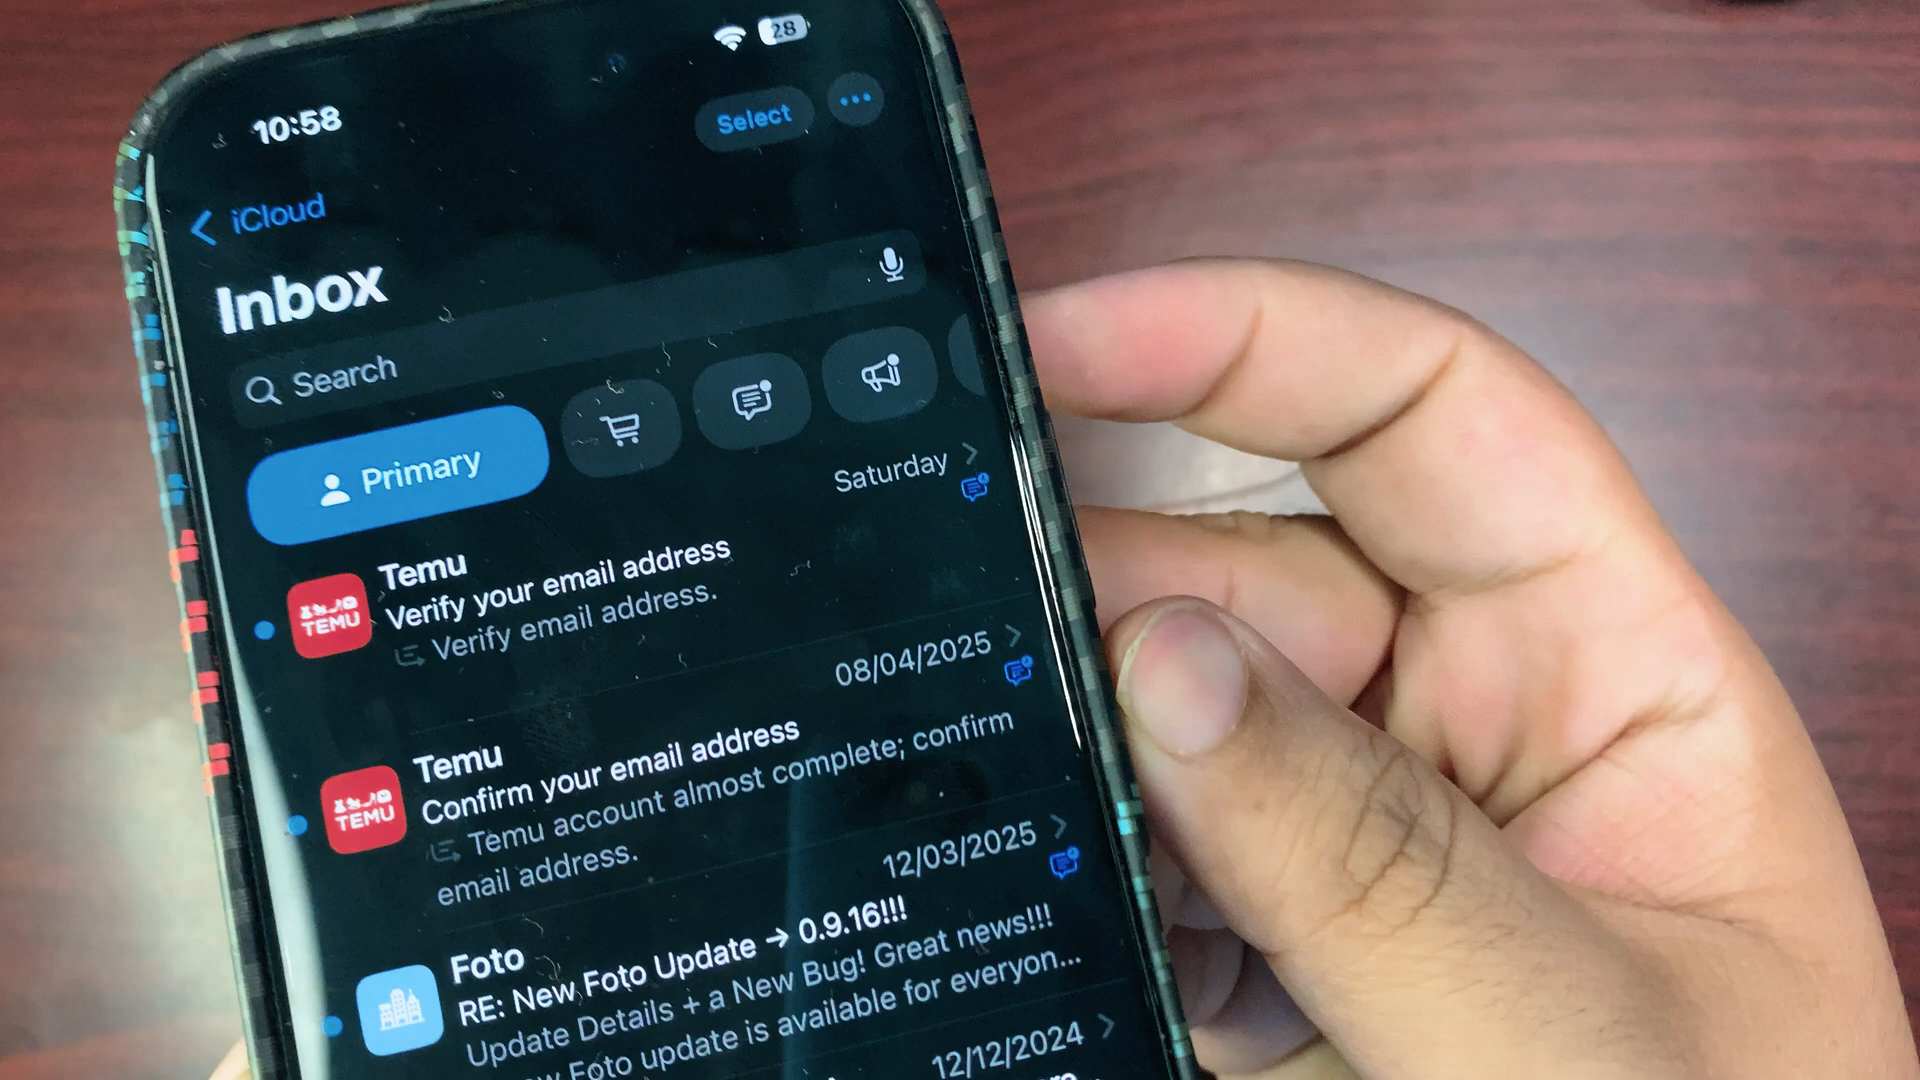 10:58
28
Select
iCloud
Inbox
Search
Primary
Saturday
TEMU
Temu
Verify your email address
Verify email address.
08/04/2025
TEMU
Temu
Confirm your email address
Temu account almost complete; confirm
email address.
12/03/2025
Foto
RE: New Foto Update → 0.9.16!!!
Update Details + a New Bug! Great news!!!
Foto update is available for everyon...
12/12/2024